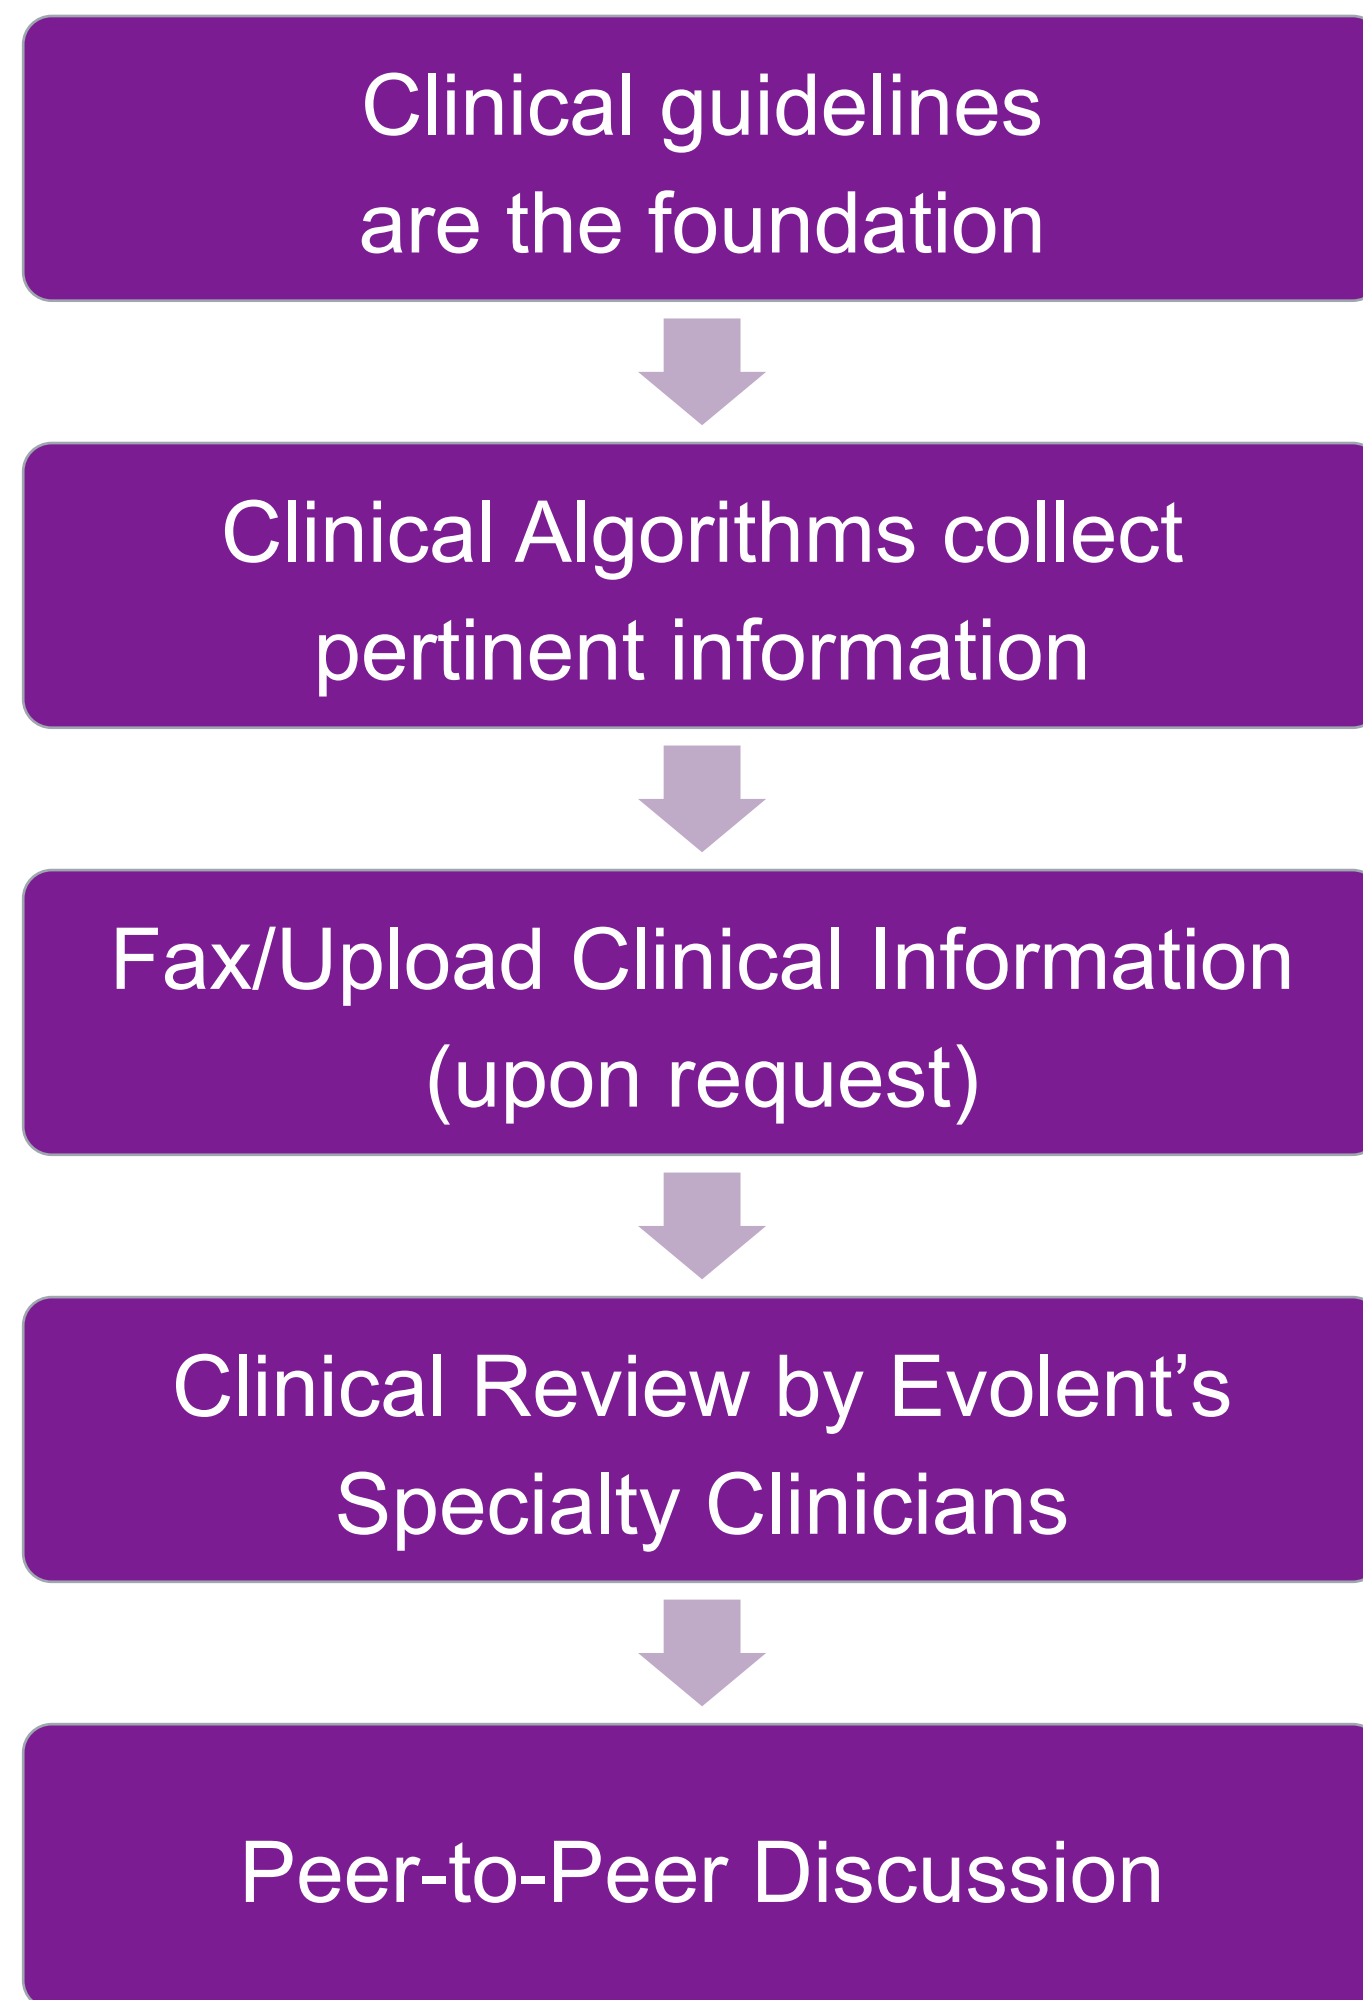 Clinical guidelines
are the foundation
Clinical Algorithms collect
pertinent information
Fax/Upload Clinical Information
(upon request)
Clinical Review by Evolent’s
Specialty Clinicians
Peer-to-Peer Discussion